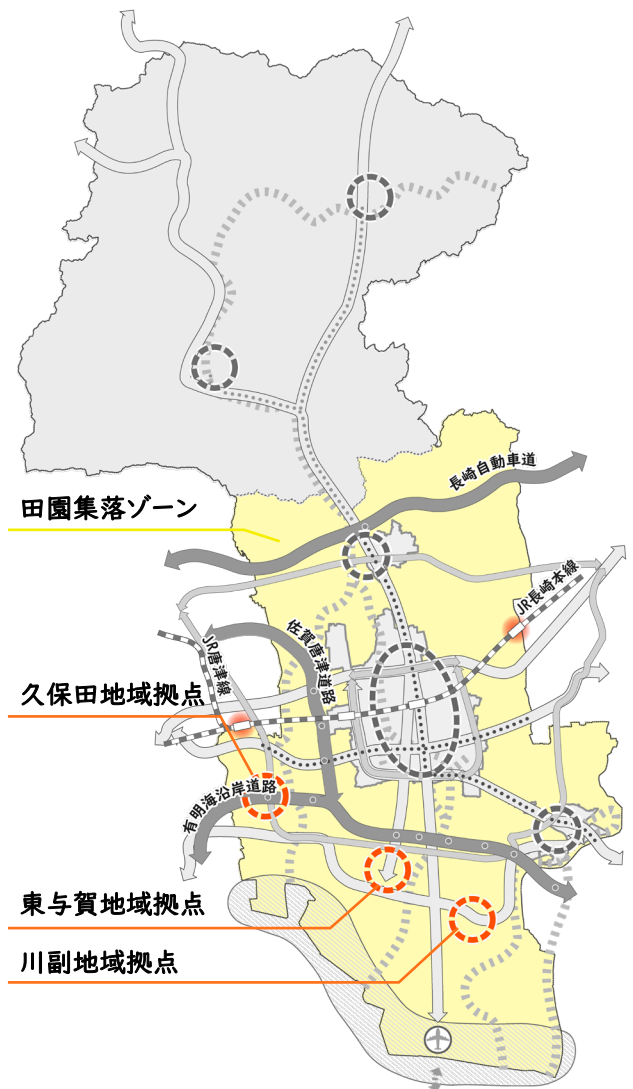 長崎自動車道
田園集落ゾーン
JR長崎本線
佐賀唐津道路
JR唐津線
久保田地域拠点
有明海沿岸道路
東与賀地域拠点
川副地域拠点